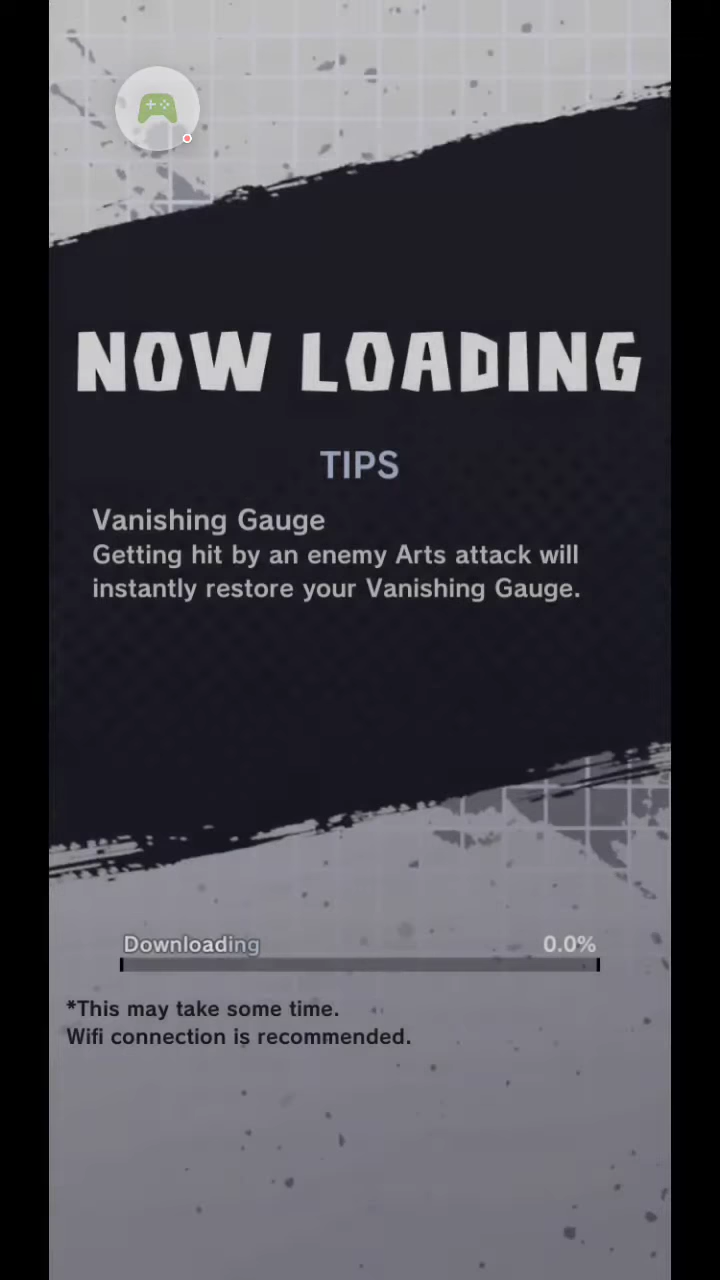 NOW LOADING
TIPS
Vanishing Gauge
Getting hit by an enemy Arts attack will
instantly restore your Vanishing Gauge.
Downloading 0.0%
*This may take some time.
Wifi connection is recommended.